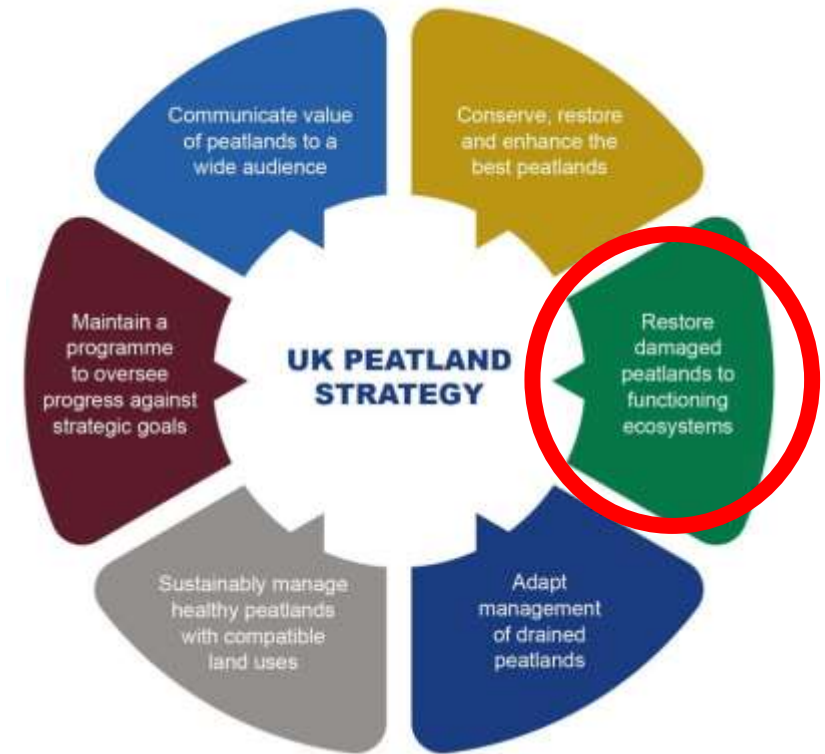 Communicate value
of peatlands to a
wide audience
Conserve, restore
and enhance the
best peatlands
Maintain a
programme
to oversee
progress against
strategic goals
UK PEATLAND
STRATEGY
Restore
damaged
peatlands to
functioning
ecosystems
Sustainably manage
healthy peatlands
with compatible
land uses
Adapt
management
of drained
peatlands